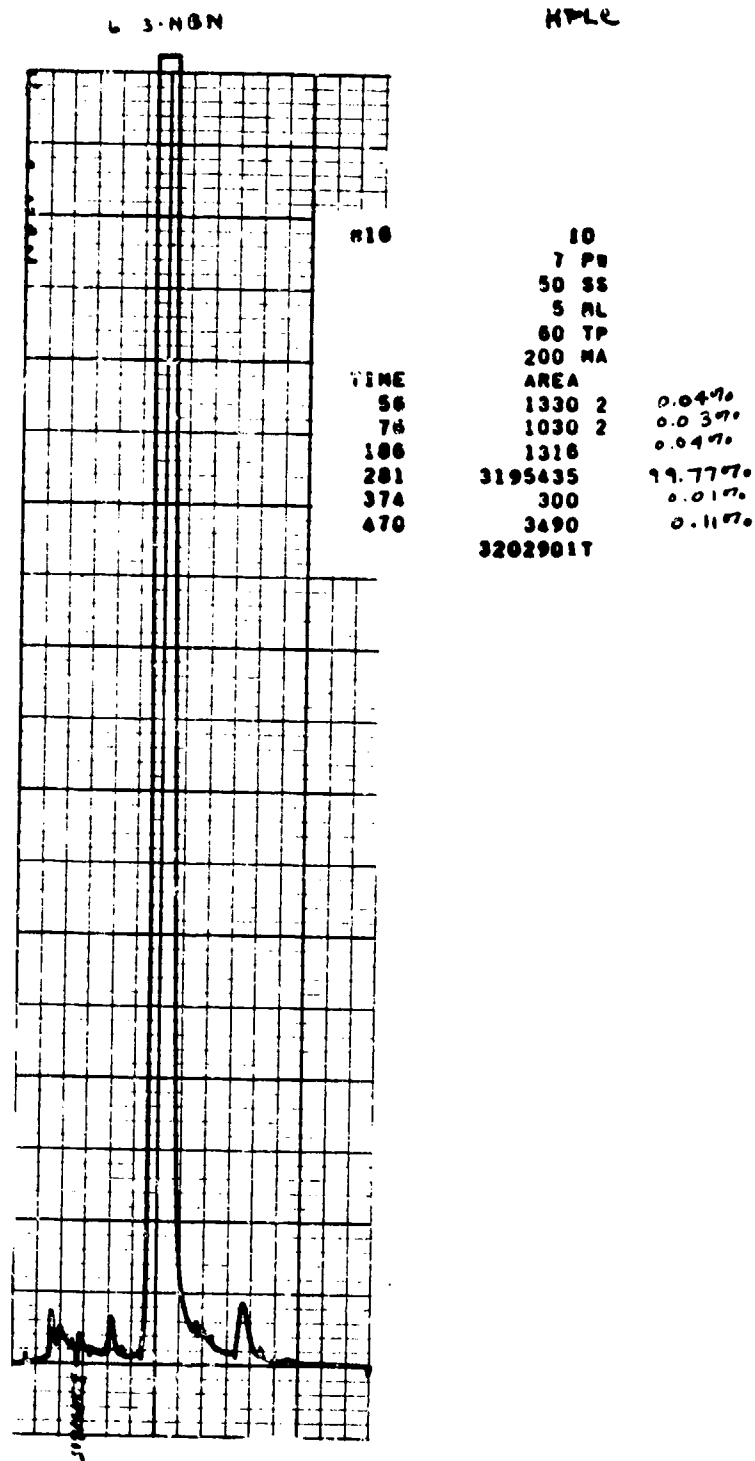 6 3-NBN
HPLC
#16 10
7 PW
50 SS
5 ML
60 TP
200 MA
TIME AREA
56 1330 2 0.04%
76 1030 2 0.03%
186 1316 0.04%
281 3195435 99.77%
374 300 0.01%
470 3490 0.11%
3202901T